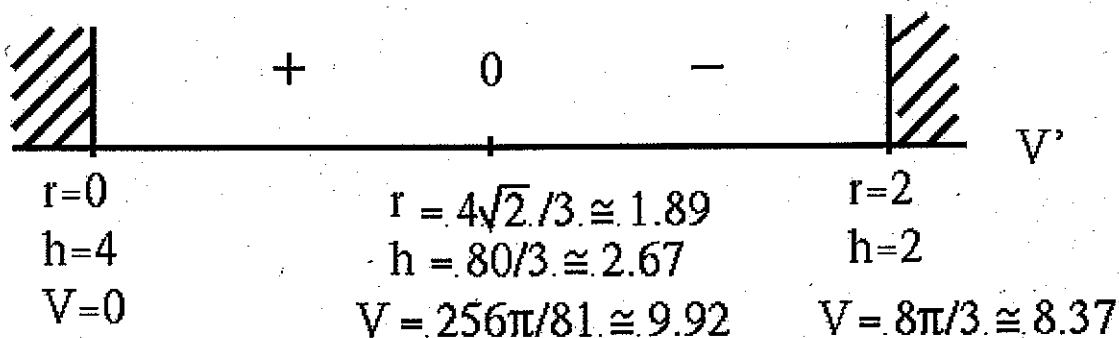 + 0 −
V'
r=0 r = 4√2/3 ≅ 1.89 r=2
h=4 h = 80/3 ≅ 2.67 h=2
V=0 V = 256π/81 ≅ 9.92 V = 8π/3 ≅ 8.37